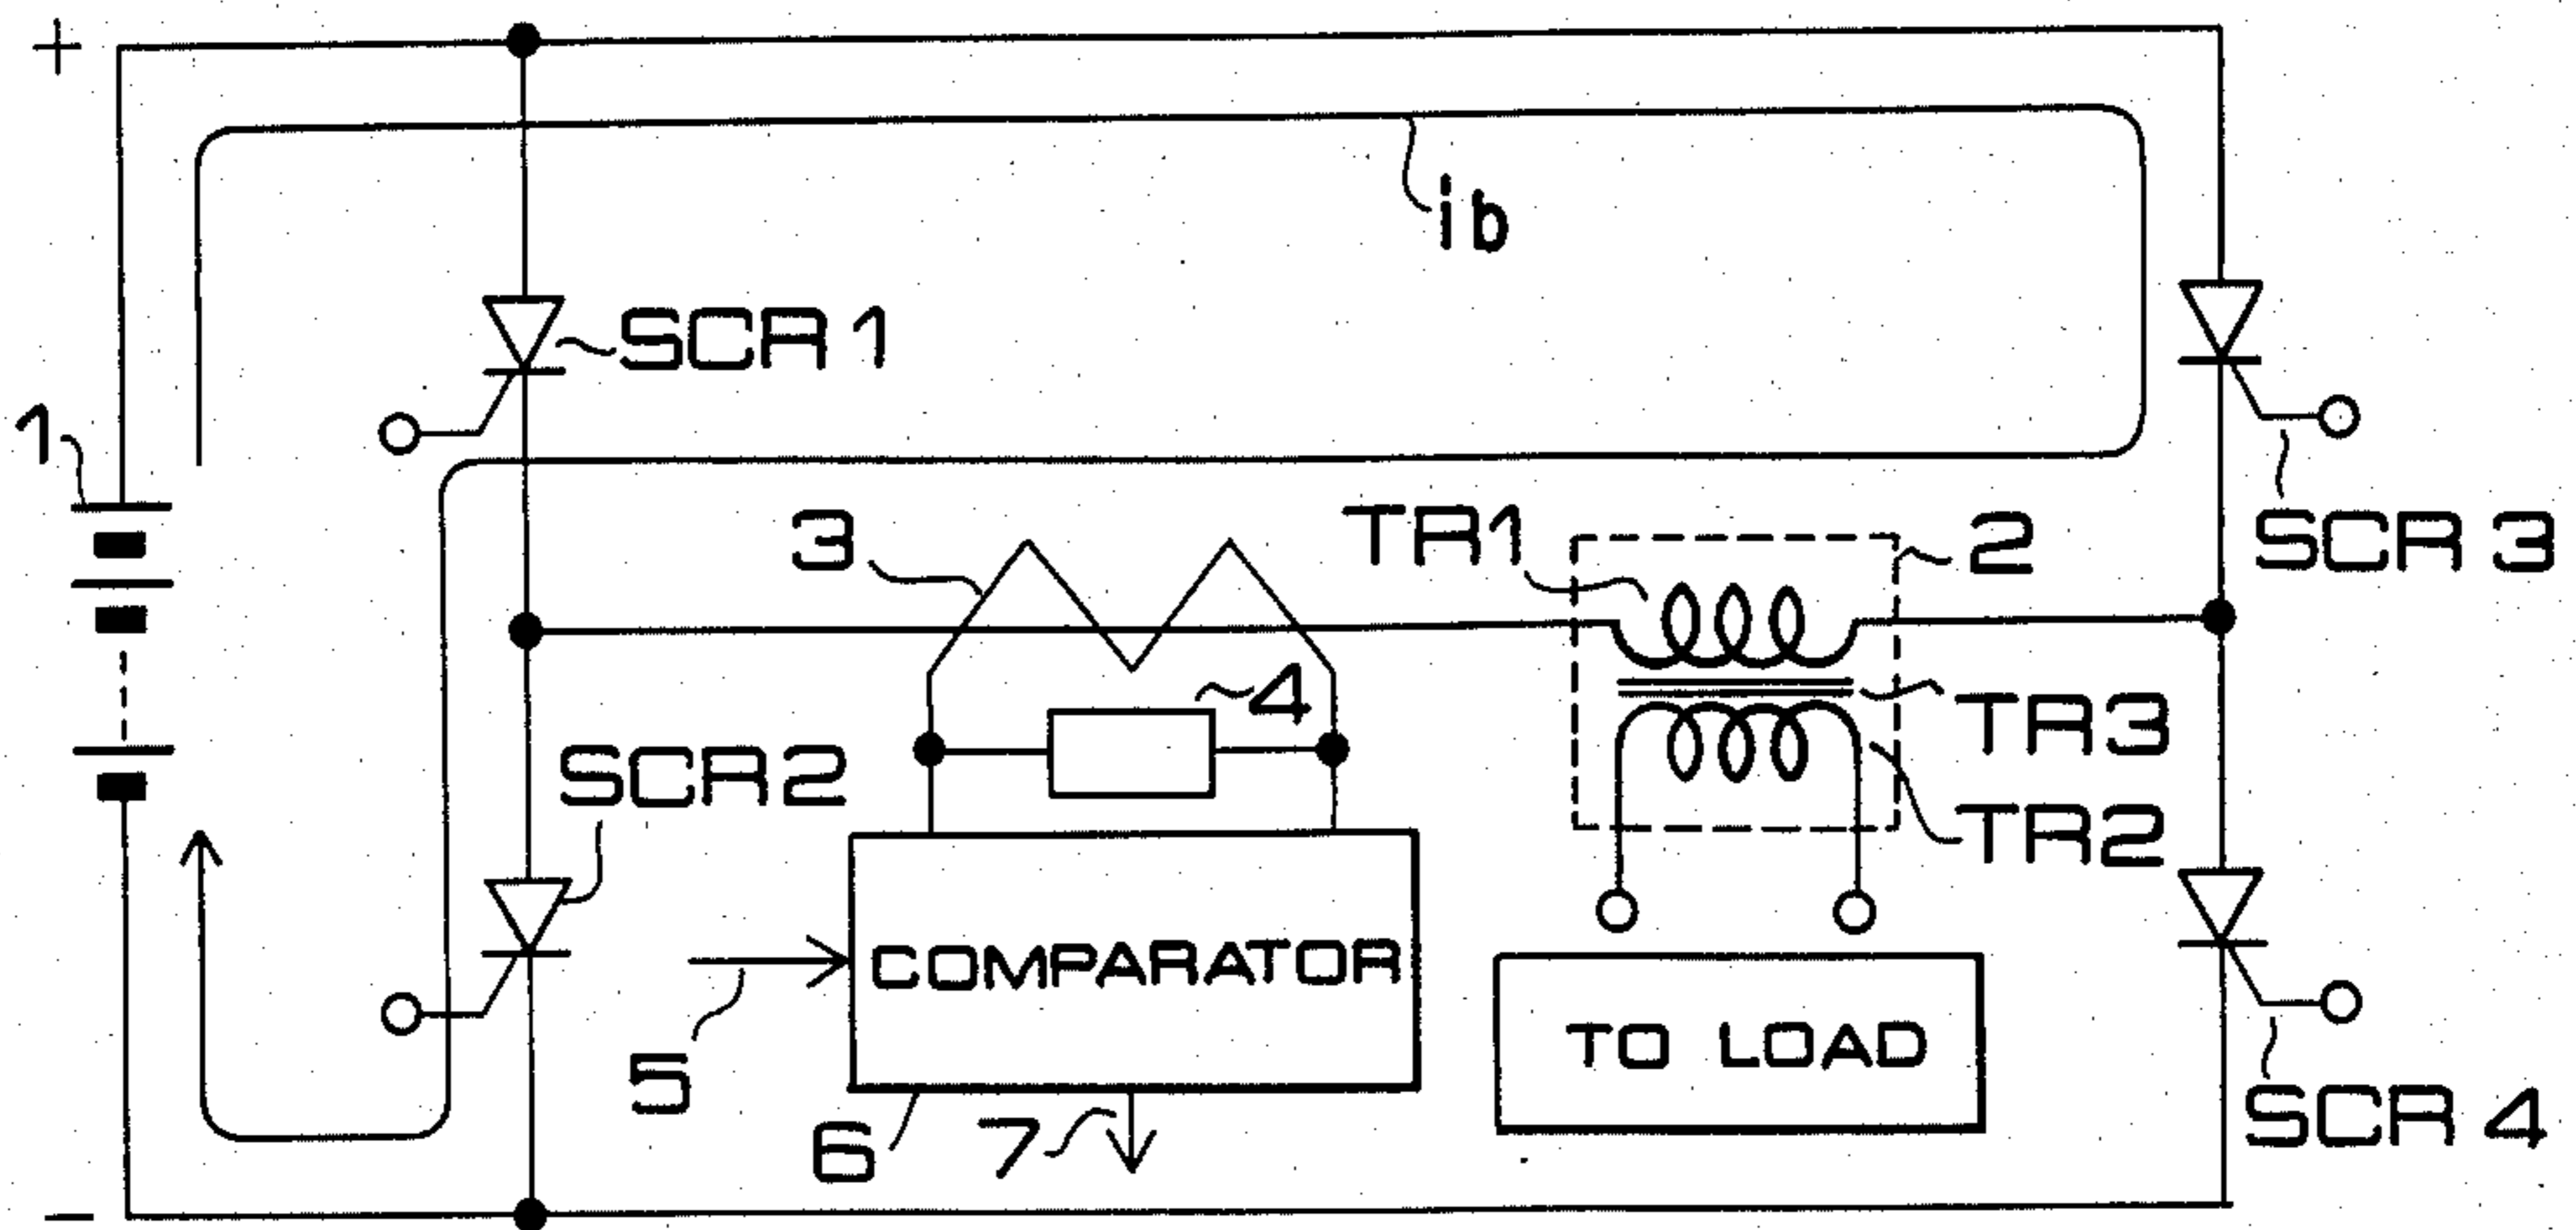 +
ib
SCR 1
1
SCR 3
3
TR1
2
4
TR3
SCR2
TR2
COMPARATOR
5
TO LOAD
6
7
SCR 4
−